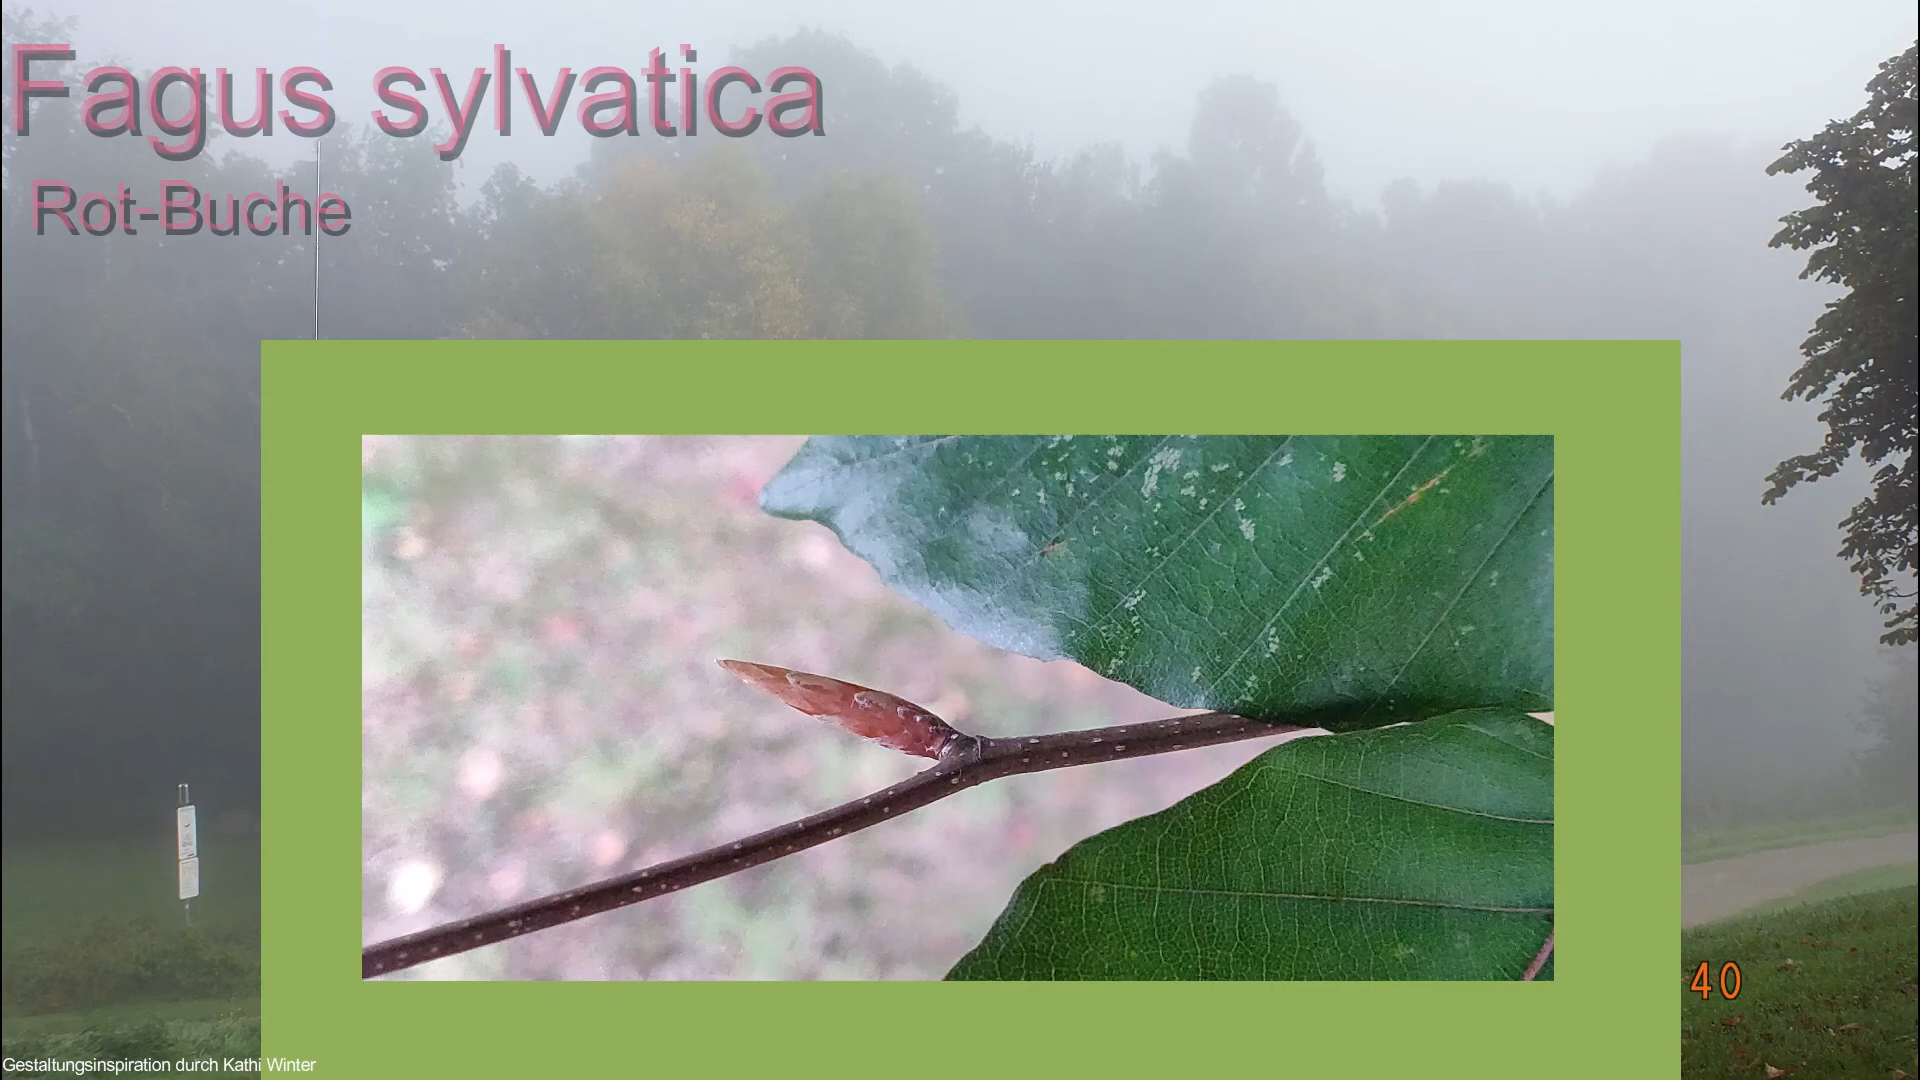 Fagus sylvatica
Rot-Buche
40
Gestaltungsinspiration durch Kathi Winter